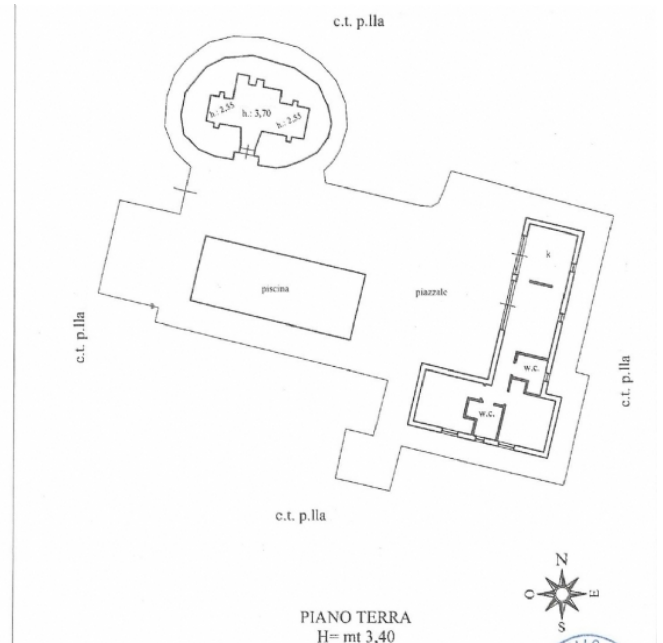 c.t. p.lla
h.: 2,55
h.: 3,70
h.: 2,55
k
piscina
piazzale
c.t. p.lla
w.c.
c.t. p.lla
w.c.
c.t. p.lla
N
O
E
S
PIANO TERRA
H= mt 3,40